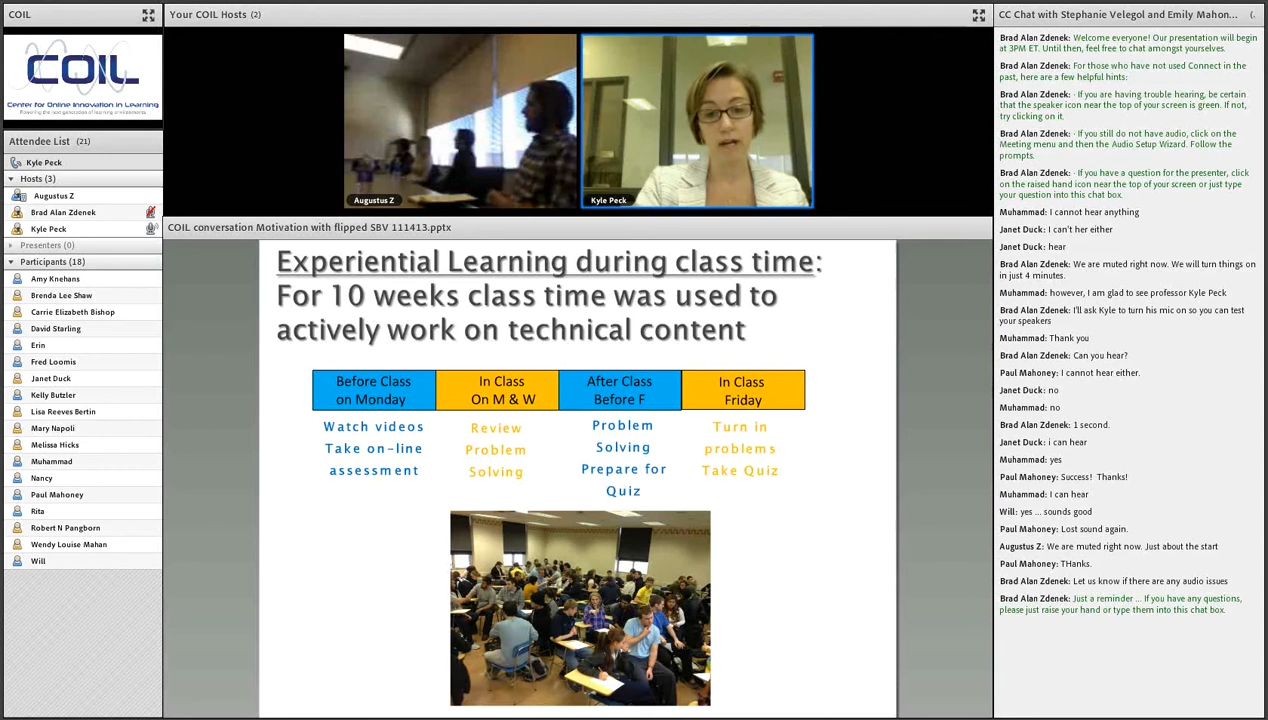 COIL
COIL
Center for Online Innovation in Learning
Powering the next generation of learning environments.
Attendee List (21)
Kyle Peck
Hosts (3)
Augustus Z
Brad Alan Zdenek
Kyle Peck
Presenters (0)
Participants (18)
Amy Knehans
Brenda Lee Shaw
Carrie Elizabeth Bishop
David Starling
Erin
Fred Loomis
Janet Duck
Kelly Butzler
Lisa Reeves Bertin
Mary Napoli
Melissa Hicks
Muhammad
Nancy
Paul Mahoney
Rita
Robert N Pangborn
Wendy Louise Mahan
Will
Your COIL Hosts (2)
Augustus Z
Kyle Peck
COIL conversation Motivation with flipped SBV 111413.pptx
Experiential Learning during class time:
For 10 weeks class time was used to
actively work on technical content
Before Class
on Monday
In Class
On M & W
After Class
Before F
In Class
Friday
Watch videos
Take on-line
assessment
Review
Problem
Solving
Problem
Solving
Prepare for
Quiz
Turn in
problems
Take Quiz
CC Chat with Stephanie Velegol and Emily Mahon... (.
Brad Alan Zdenek: Welcome everyone! Our presentation will begin
at 3PM ET. Until then, feel free to chat amongst yourselves.
Brad Alan Zdenek: For those who have not used Connect in the
past, here are a few helpful hints:
Brad Alan Zdenek: · If you are having trouble hearing, be certain
that the speaker icon near the top of your screen is green. If not,
try clicking on it.
Brad Alan Zdenek: · If you still do not have audio, click on the
Meeting menu and then the Audio Setup Wizard. Follow the
prompts.
Brad Alan Zdenek: · If you have a question for the presenter, click
on the raised hand icon near the top of your screen or just type
your question into this chat box.
Muhammad: I cannot hear anything
Janet Duck: I can't her either
Janet Duck: hear
Brad Alan Zdenek: We are muted right now. We will turn things on
in just 4 minutes.
Muhammad: however, I am glad to see professor Kyle Peck
Brad Alan Zdenek: I'll ask Kyle to turn his mic on so you can test
your speakers
Muhammad: Thank you
Brad Alan Zdenek: Can you hear?
Paul Mahoney: I cannot hear either.
Janet Duck: no
Muhammad: no
Brad Alan Zdenek: 1 second.
Janet Duck: i can hear
Muhammad: yes
Paul Mahoney: Success! Thanks!
Muhammad: I can hear
Will: yes ... sounds good
Paul Mahoney: Lost sound again.
Augustus Z: We are muted right now. Just about the start
Paul Mahoney: THanks.
Brad Alan Zdenek: Let us know if there are any audio issues
Brad Alan Zdenek: Just a reminder ... If you have any questions,
please just raise your hand or type them into this chat box.